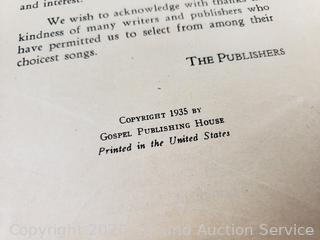 and interest.
We wish to acknowledge with thanks
kindness of many writers and publishers who
have permitted us to select from among their
choicest songs.
THE PUBLISHERS
COPYRIGHT 1935 BY
GOSPEL PUBLISHING HOUSE
Printed in the United States
Copyright Auction Service